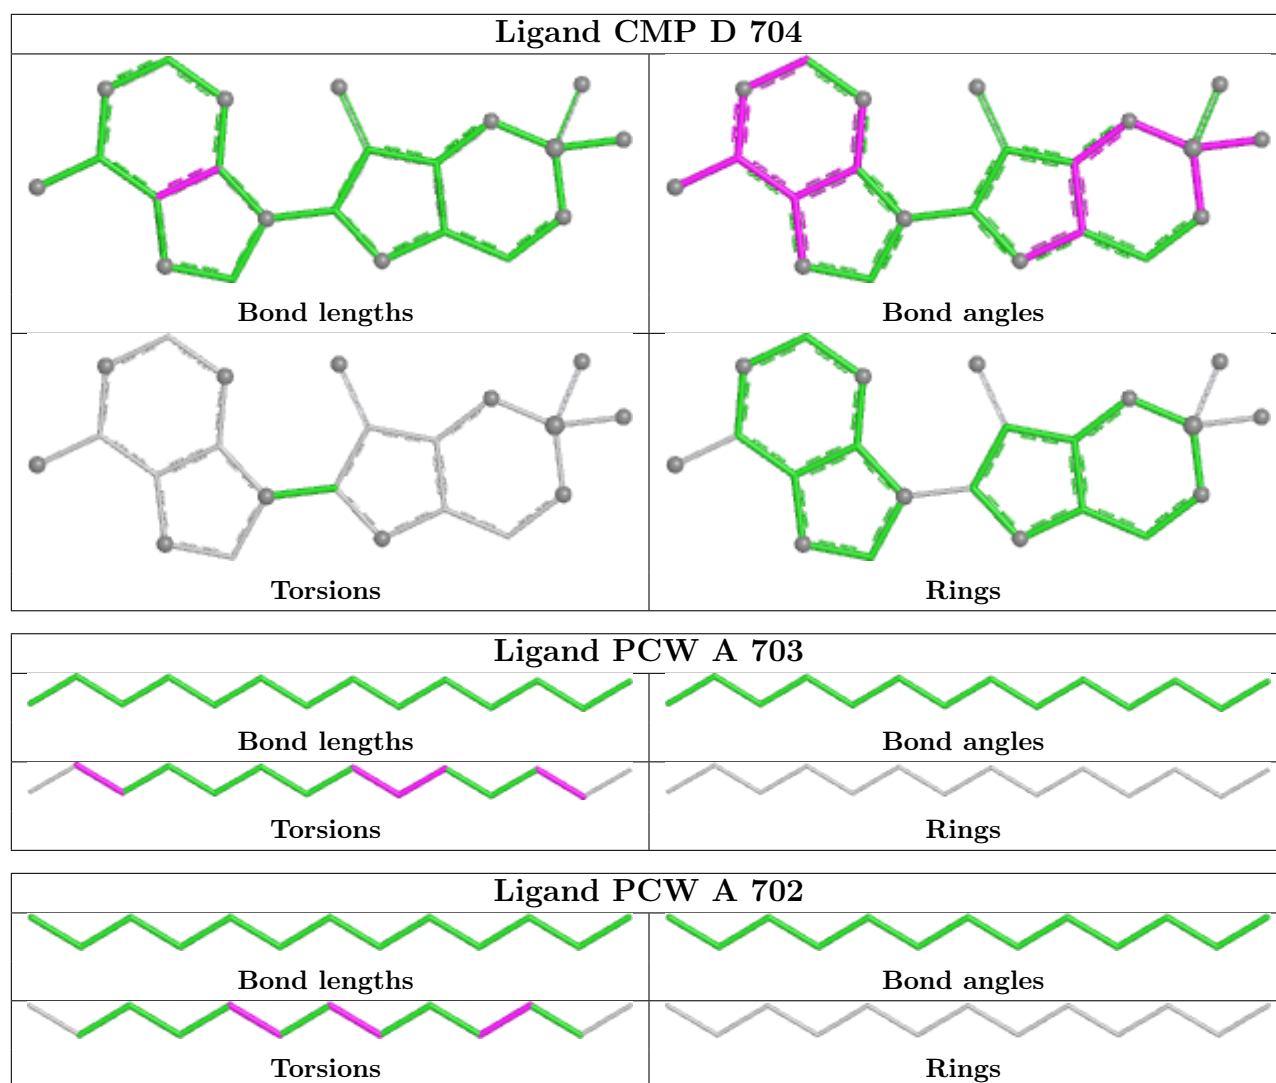 Ligand CMP D 704
Bond lengths
Bond angles
Torsions
Rings
Ligand PCW A 703
Bond lengths
Bond angles
Torsions
Rings
Ligand PCW A 702
Bond lengths
Bond angles
Torsions
Rings